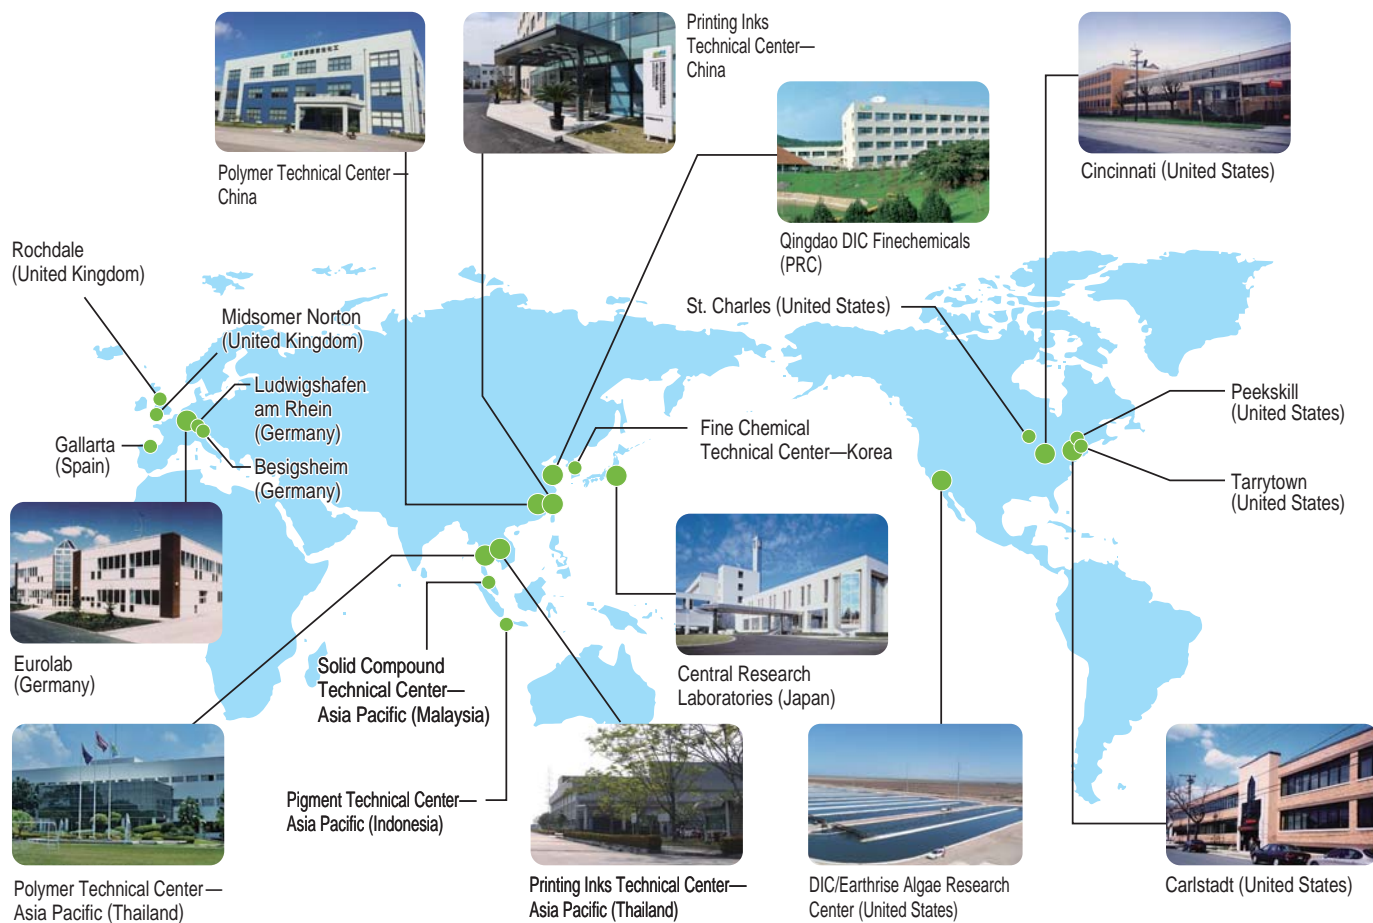 Printing Inks
Technical Center—
China
Polymer Technical Center—
China
Qingdao DIC Finechemicals
(PRC)
Cincinnati (United States)
Rochdale
(United Kingdom)
Midsomer Norton
(United Kingdom)
St. Charles (United States)
Ludwigshafen
am Rhein
(Germany)
Peekskill
(United States)
Gallarta
(Spain)
Besigsheim
(Germany)
Fine Chemical
Technical Center—Korea
Tarrytown
(United States)
Eurolab
(Germany)
Solid Compound
Technical Center—
Asia Pacific (Malaysia)
Central Research
Laboratories (Japan)
Pigment Technical Center—
Asia Pacific (Indonesia)
Polymer Technical Center—
Asia Pacific (Thailand)
Printing Inks Technical Center—
Asia Pacific (Thailand)
DIC/Earthrise Algae Research
Center (United States)
Carlstadt (United States)